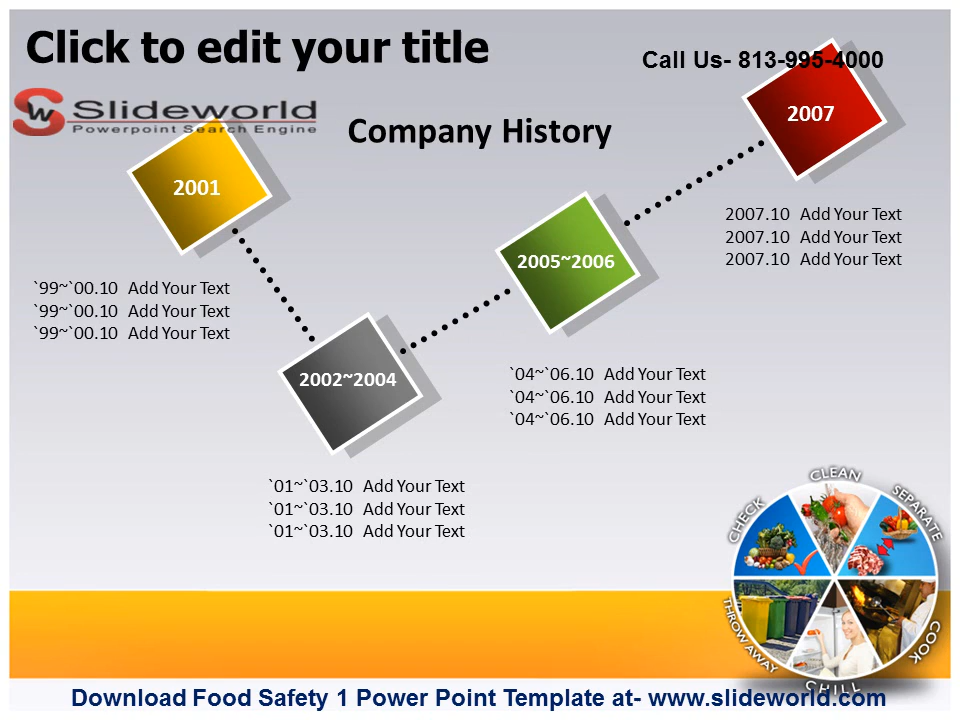 Click to edit your title
Call Us- 813-995-4000
SW Slideworld
Powerpoint Search Engine
Company History
2007
2001
2007.10 Add Your Text
2007.10 Add Your Text
2007.10 Add Your Text
2005~2006
`99~`00.10 Add Your Text
`99~`00.10 Add Your Text
`99~`00.10 Add Your Text
2002~2004
`04~`06.10 Add Your Text
`04~`06.10 Add Your Text
`04~`06.10 Add Your Text
`01~`03.10 Add Your Text
`01~`03.10 Add Your Text
`01~`03.10 Add Your Text
CLEAN
CHECK
SEPARATE
THROW AWAY
COOK
CHILL
Download Food Safety 1 Power Point Template at- www.slideworld.com